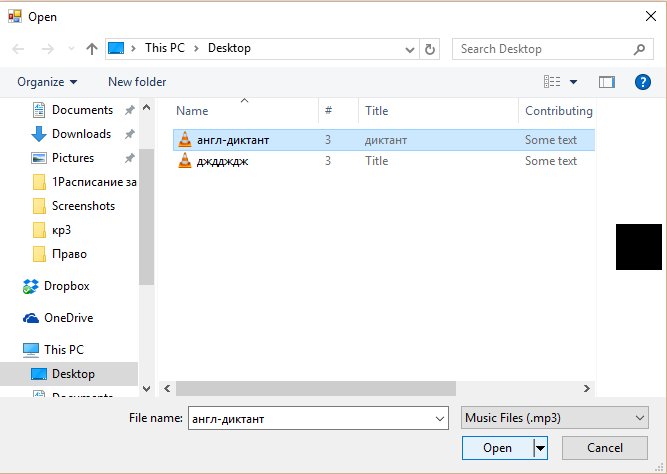 Open
This PC > Desktop
Search Desktop
Organize
New folder
?
Documents
Downloads
Pictures
1Расписание за
Screenshots
кр3
Право
Dropbox
OneDrive
This PC
Desktop
Documents
Name # Title Contributing
англ-диктант 3 диктант Some text
джддждж 3 Title Some text
File name: англ-диктант
Music Files (.mp3)
Open
Cancel